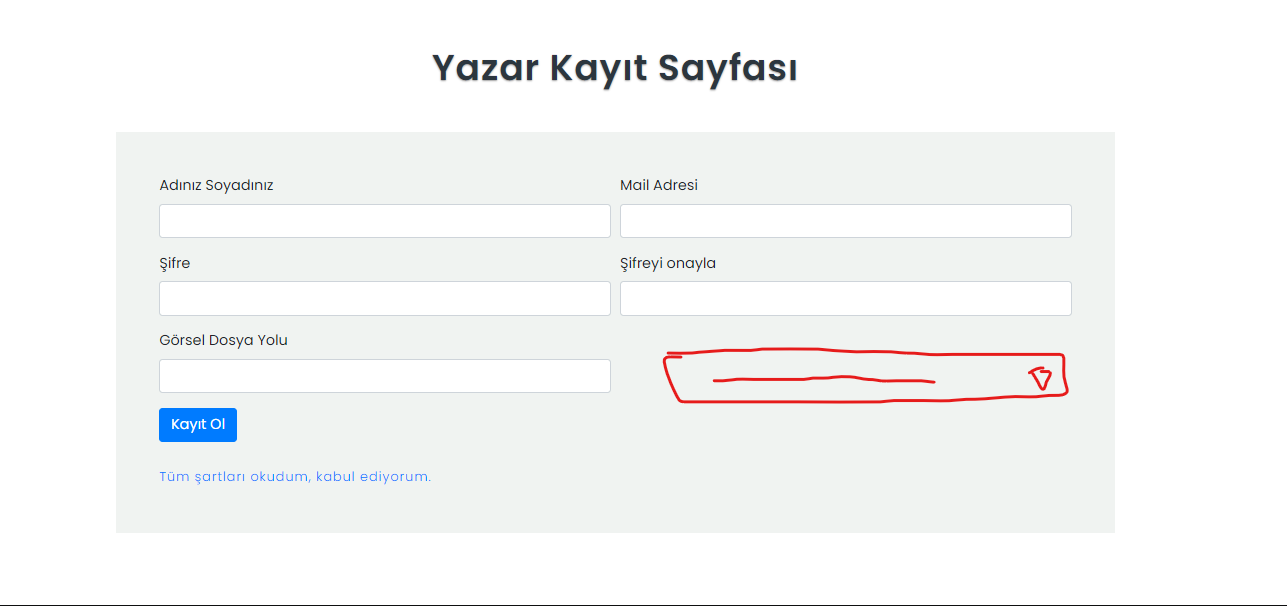 Yazar Kayıt Sayfası
Adınız Soyadınız
Mail Adresi
Şifre
Şifreyi onayla
Görsel Dosya Yolu
Kayıt Ol
Tüm şartları okudum, kabul ediyorum.